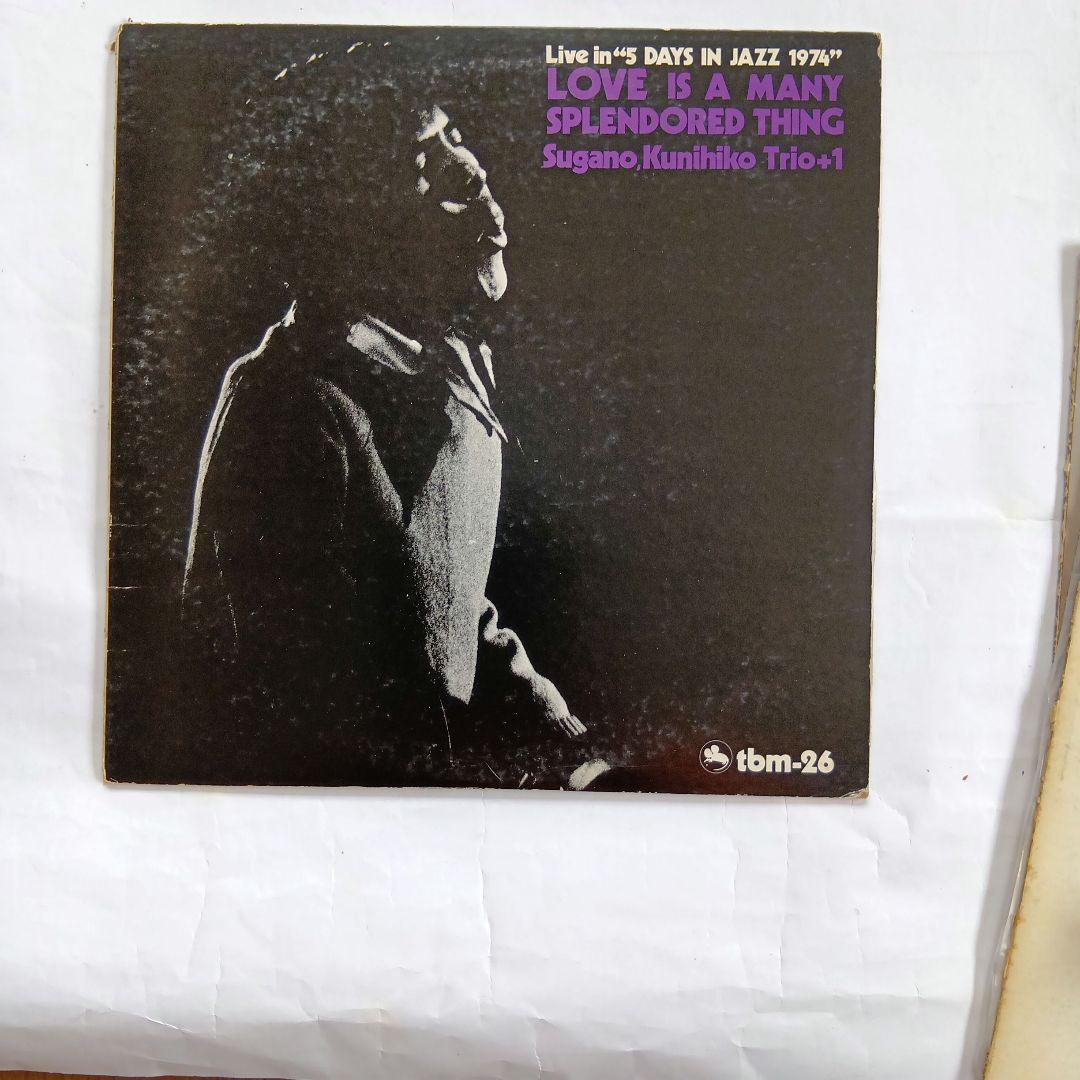 Live in “5 DAYS IN JAZZ 1974”
LOVE IS A MANY
SPLENDORED THING
Sugano, Kunihiko Trio+1
tbm-26